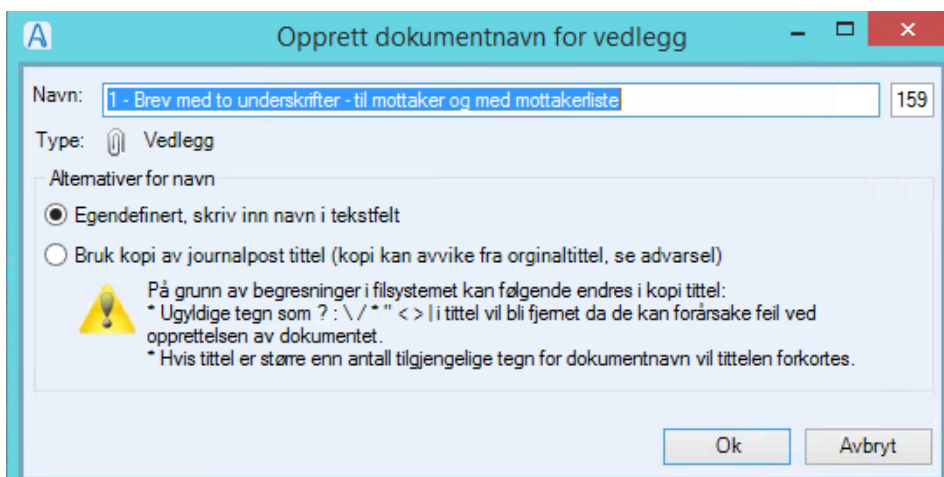 Opprett dokumentnavn for vedlegg
Navn: 1 - Brev med to underskrifter - til mottaker og med mottakerliste 159
Type: Vedlegg
Alternativer for navn
Egendefinert, skriv inn navn i tekstfelt
Bruk kopi av journalpost tittel (kopi kan avvike fra orginaltittel, se advarsel)
På grunn av begresninger i filsystemet kan følgende endres i kopi tittel:
* Ugyldige tegn som ? : \ / * " < > | i tittel vil bli fjernet da de kan forårsake feil ved
opprettelsen av dokumentet.
* Hvis tittel er større enn antall tilgjengelige tegn for dokumentnavn vil tittelen forkortes.
Ok Avbryt